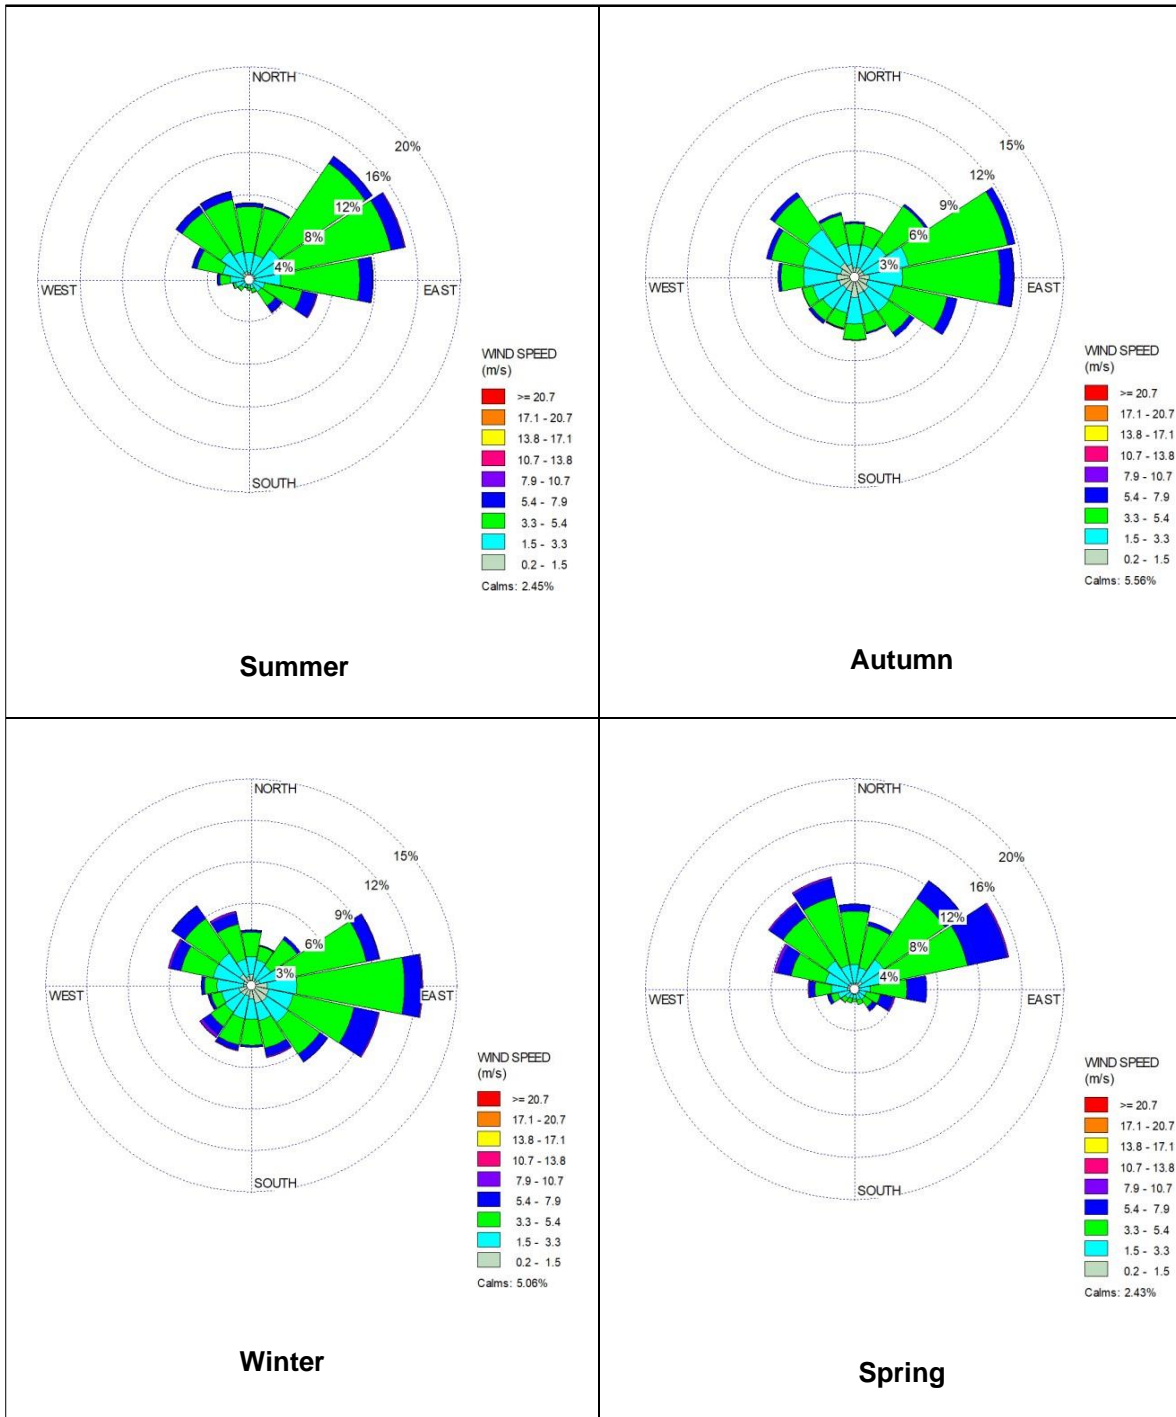 NORTH
20%
16%
12%
8%
4%
WEST
EAST
SOUTH
WIND SPEED
(m/s)
>= 20.7
17.1 - 20.7
13.8 - 17.1
10.7 - 13.8
7.9 - 10.7
5.4 - 7.9
3.3 - 5.4
1.5 - 3.3
0.2 - 1.5
Calms: 2.45%
Summer
NORTH
15%
12%
9%
6%
3%
WEST
EAST
SOUTH
WIND SPEED
(m/s)
>= 20.7
17.1 - 20.7
13.8 - 17.1
10.7 - 13.8
7.9 - 10.7
5.4 - 7.9
3.3 - 5.4
1.5 - 3.3
0.2 - 1.5
Calms: 5.56%
Autumn
NORTH
15%
12%
9%
6%
3%
WEST
EAST
SOUTH
WIND SPEED
(m/s)
>= 20.7
17.1 - 20.7
13.8 - 17.1
10.7 - 13.8
7.9 - 10.7
5.4 - 7.9
3.3 - 5.4
1.5 - 3.3
0.2 - 1.5
Calms: 5.06%
Winter
NORTH
20%
16%
12%
8%
4%
WEST
EAST
SOUTH
WIND SPEED
(m/s)
>= 20.7
17.1 - 20.7
13.8 - 17.1
10.7 - 13.8
7.9 - 10.7
5.4 - 7.9
3.3 - 5.4
1.5 - 3.3
0.2 - 1.5
Calms: 2.43%
Spring